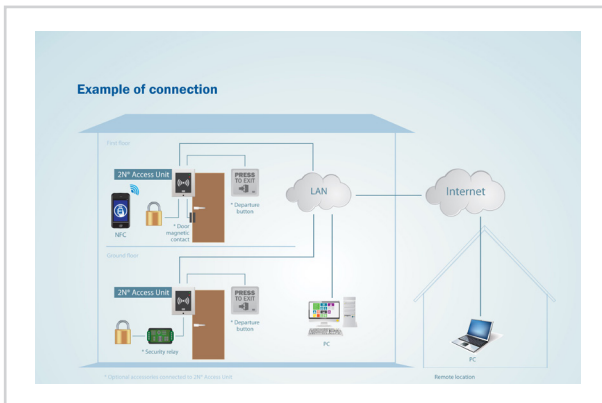 Example of connection
First floor
2N® Access Unit
PRESS
TO EXIT
* Departure
button
NFC
* Door
magnetic
contact
LAN
Internet
Ground floor
2N® Access Unit
PRESS
TO EXIT
* Departure
button
* Security relay
PC
PC
* Optional accessories connected to 2N® Access Unit
Remote location